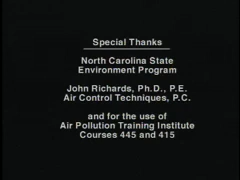 Special Thanks
North Carolina State
Environment Program
John Richards, Ph.D., P.E.
Air Control Techniques, P.C.
and for the use of
Air Pollution Training Institute
Courses 445 and 415